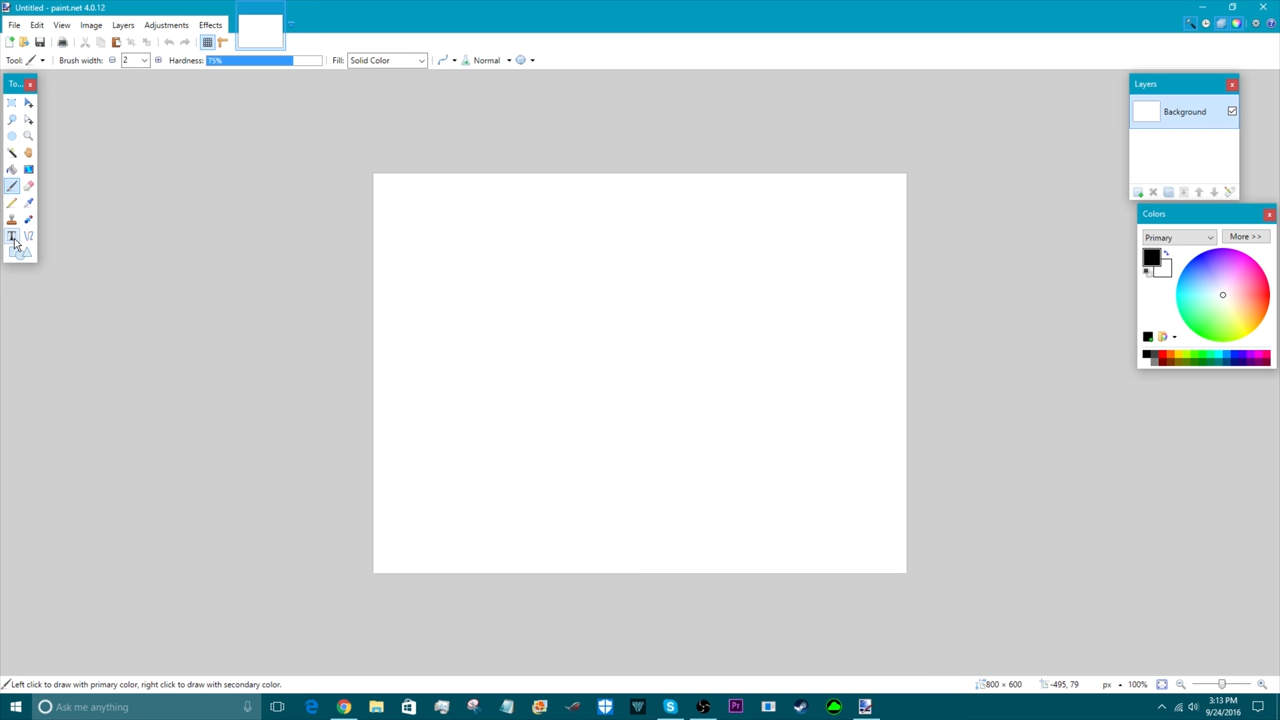 Untitled - paint.net 4.0.12
File Edit View Image Layers Adjustments Effects
Tool: Brush width: 2 Hardness: 75% Fill: Solid Color Normal
To...
Layers
Background
Colors
Primary More >>
Left click to draw with primary color, right click to draw with secondary color. 800 × 600 -495, 79 px 100%
Ask me anything
3:13 PM
9/24/2016